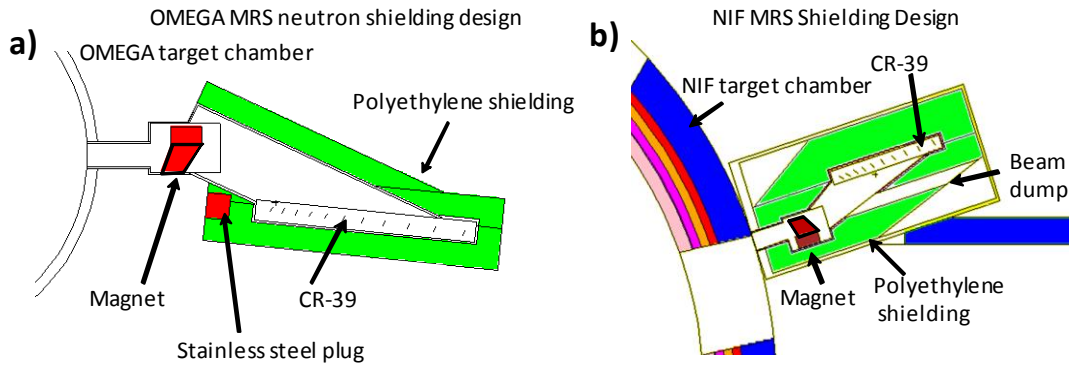 OMEGA MRS neutron shielding design
a)
OMEGA target chamber
Polyethylene shielding
Magnet
CR-39
Stainless steel plug
NIF MRS Shielding Design
b)
CR-39
NIF target chamber
Beam
dump
Magnet
Polyethylene
shielding